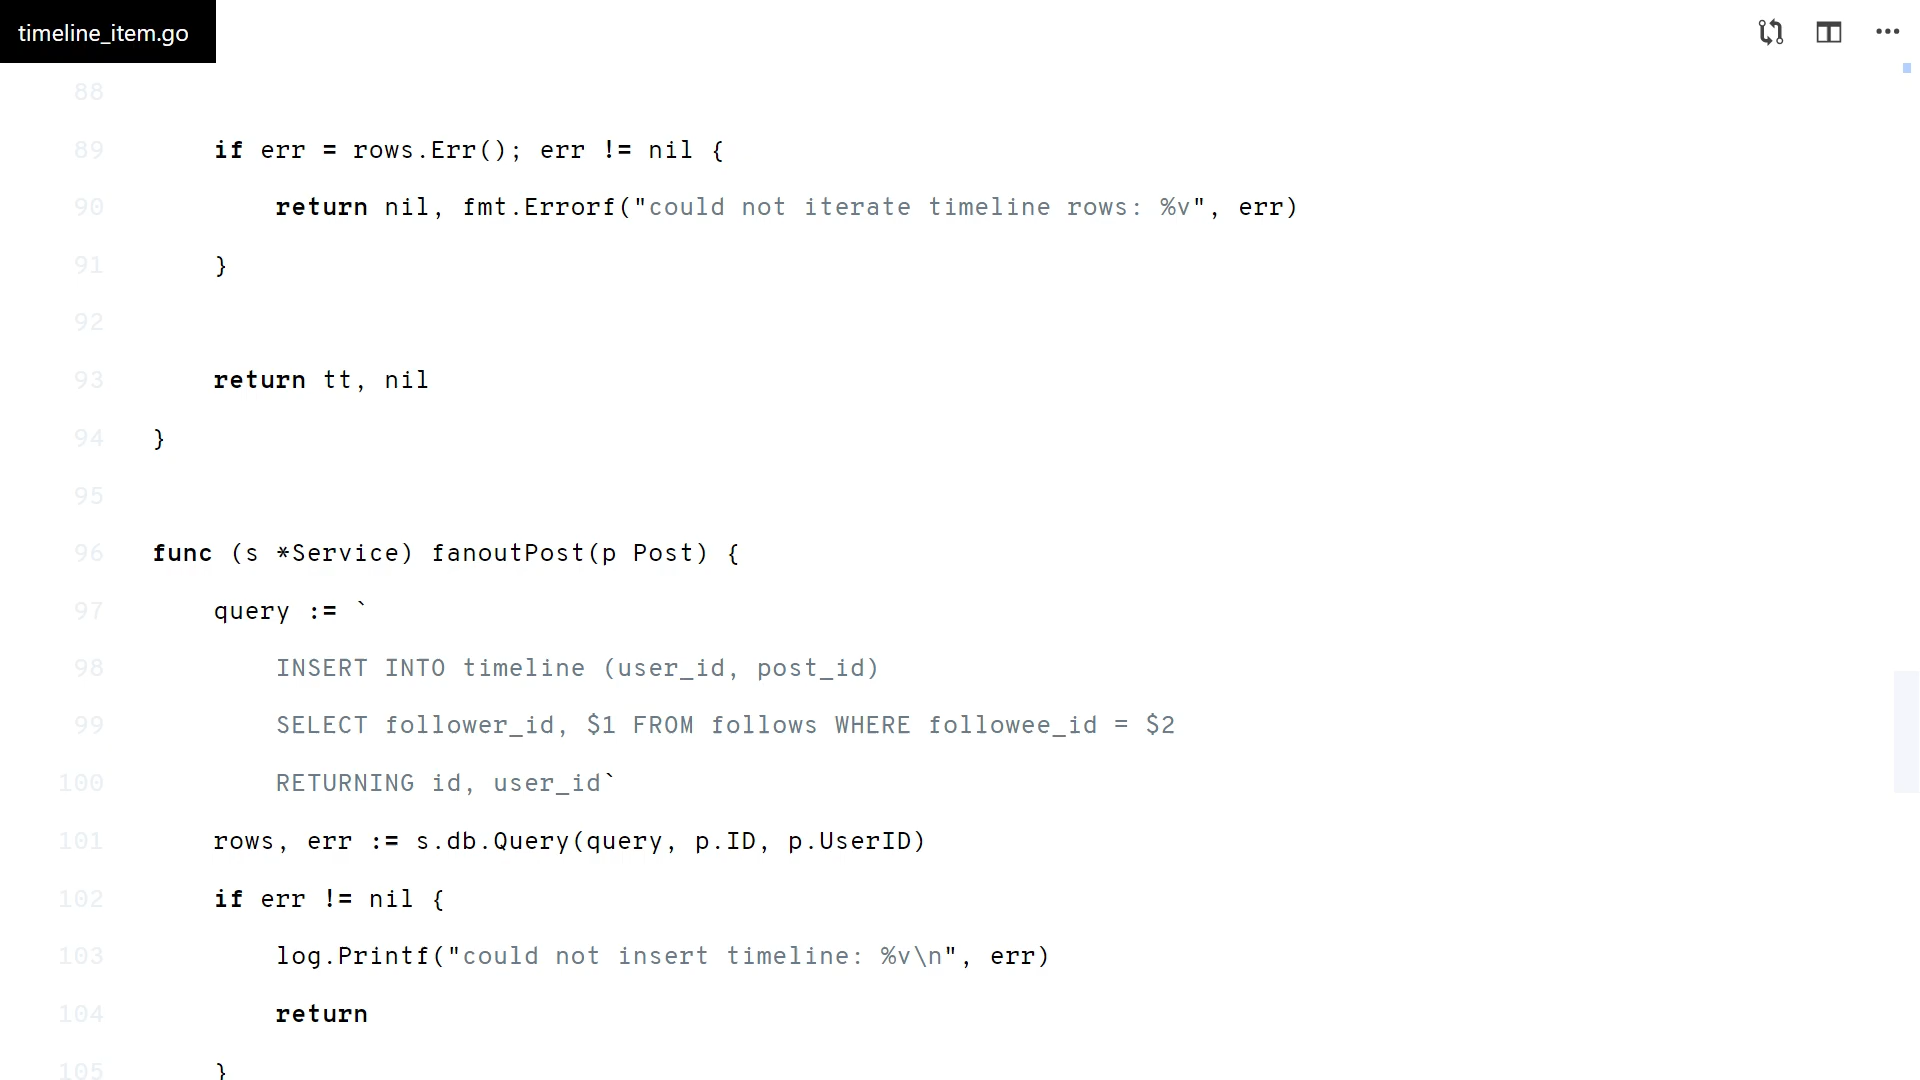 timeline_item.go
88
89 if err = rows.Err(); err != nil {
90 return nil, fmt.Errorf("could not iterate timeline rows: %v", err)
91 }
92
93 return tt, nil
94 }
95
96 func (s *Service) fanoutPost(p Post) {
97 query := `
98 INSERT INTO timeline (user_id, post_id)
99 SELECT follower_id, $1 FROM follows WHERE followee_id = $2
100 RETURNING id, user_id`
101 rows, err := s.db.Query(query, p.ID, p.UserID)
102 if err != nil {
103 log.Printf("could not insert timeline: %v\n", err)
104 return
105 }